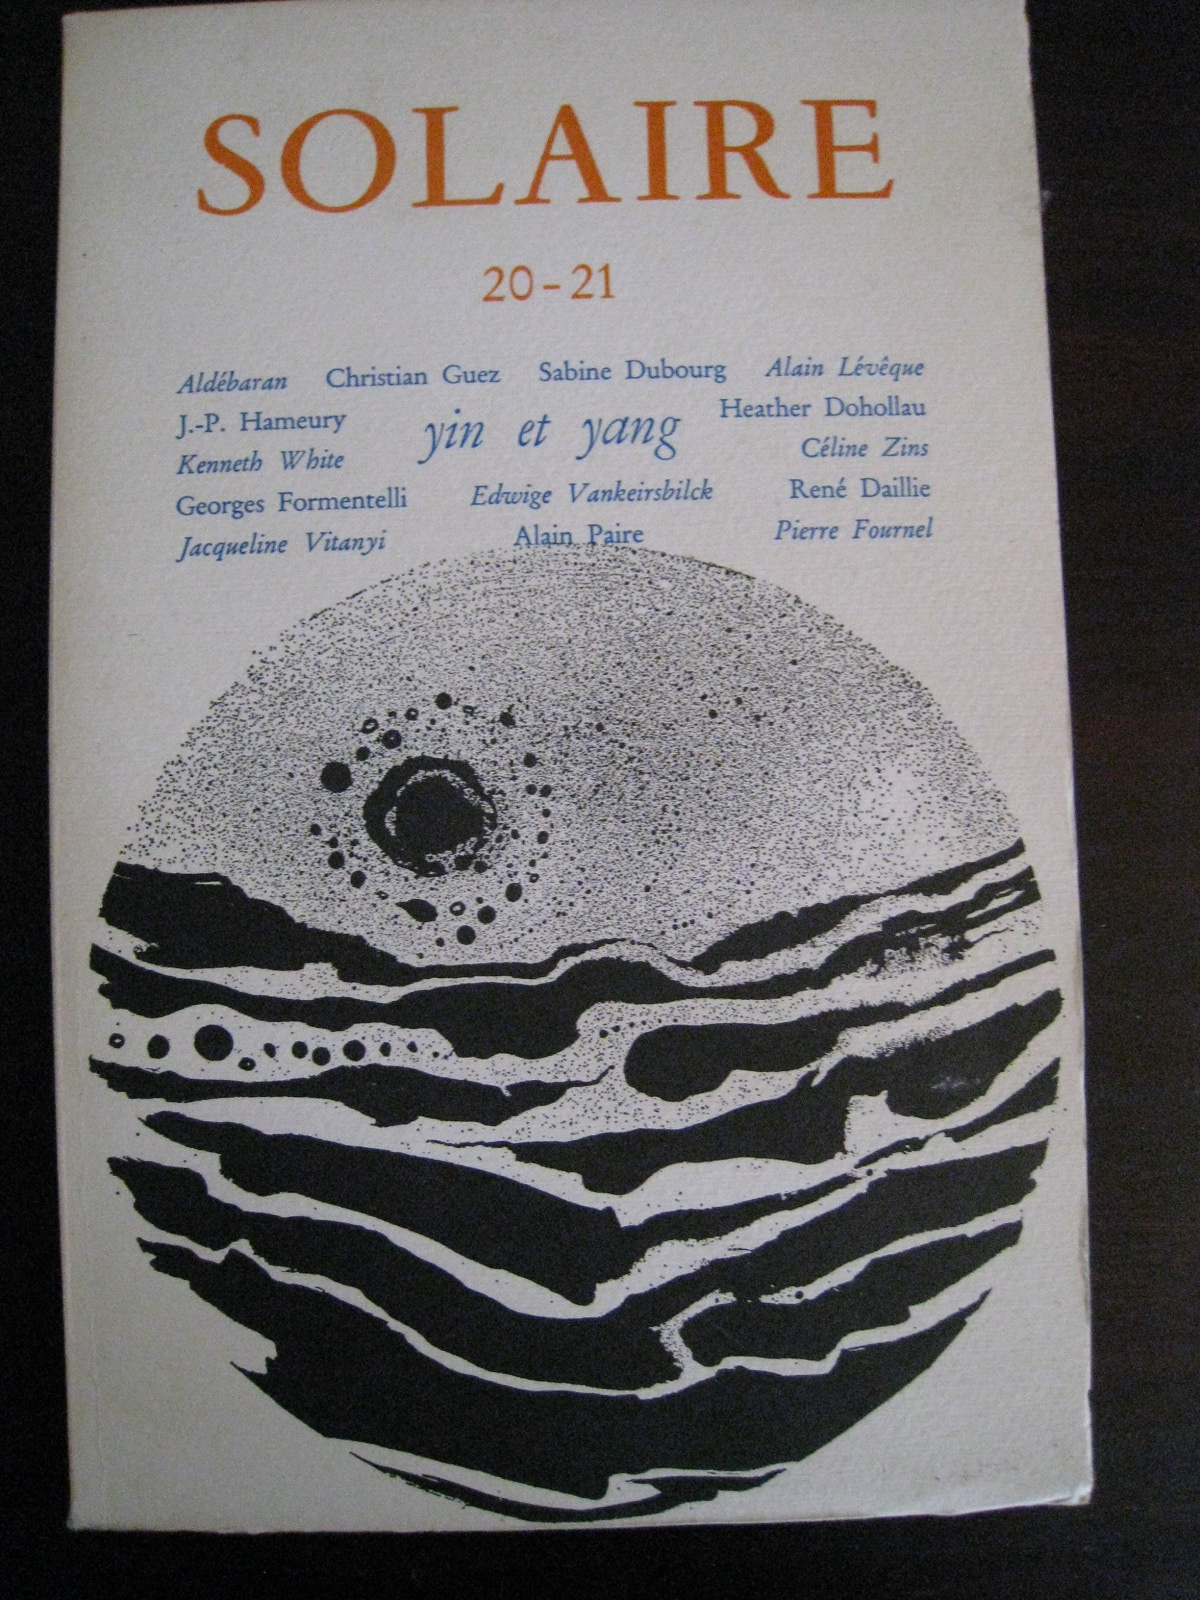 SOLAIRE
20-21
Aldébaran Christian Guez Sabine Dubourg Alain Lévêque
J.-P. Hameury yin et yang Heather Dohollau
Kenneth White Céline Zins
Georges Formentelli Edwige Vankeirsbilck René Daillie
Jacqueline Vitanyi Alain Paire Pierre Fournel